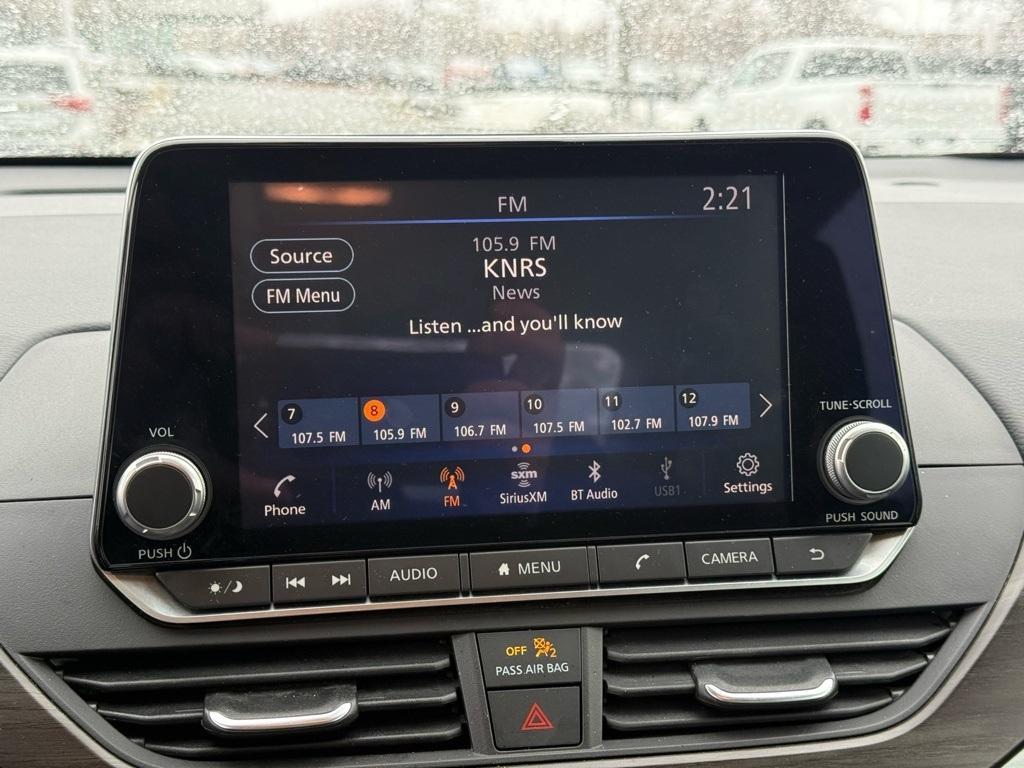 FM
2:21
Source
105.9 FM
KNRS
FM Menu
News
Listen ...and you'll know
7
8
9
10
11
12
107.5 FM
105.9 FM
106.7 FM
107.5 FM
102.7 FM
107.9 FM
Phone
AM
FM
sxm
SiriusXM
BT Audio
USB1
Settings
VOL
PUSH
TUNE·SCROLL
PUSH SOUND
AUDIO
MENU
CAMERA
OFF
2
PASS AIR BAG